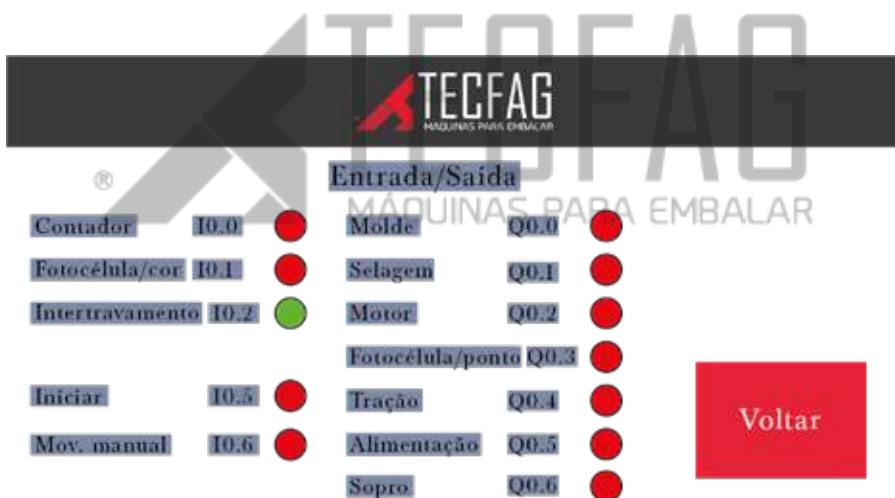 TECFAG
MÁQUINAS PARA EMBALAR
TECFAG
MÁQUINAS PARA EMBALAR
®
Entrada/Saída
Contador I0.0
Fotocélula/cor I0.1
Intertravamento I0.2
Iniciar I0.5
Mov. manual I0.6
Molde Q0.0
Selagem Q0.1
Motor Q0.2
Fotocélula/ponto Q0.3
Tração Q0.4
Alimentação Q0.5
Sopro Q0.6
Voltar